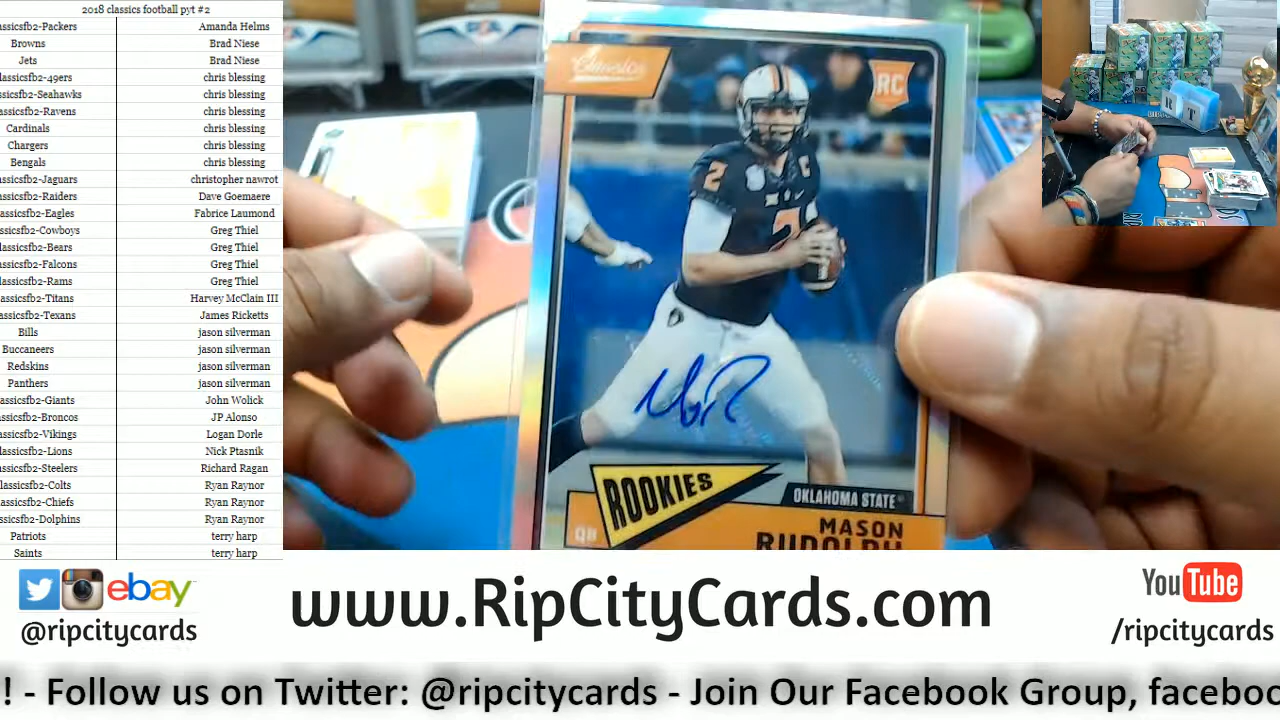 2018 classics football pyt #2
assicsfb2-Packers Amanda Helms
Browns Brad Niese
Jets Brad Niese
lassicsfb2-49ers chris blessing
assicsfb2-Seahawks chris blessing
assicsfb2-Ravens chris blessing
Cardinals chris blessing
Chargers chris blessing
Bengals chris blessing
assicsfb2-Jaguars christopher nawrot
assicsfb2-Raiders Dave Goemaere
assicsfb2-Eagles Fabrice Laumond
assicsfb2-Cowboys Greg Thiel
lassicsfb2-Bears Greg Thiel
assicsfb2-Falcons Greg Thiel
lassicsfb2-Rams Greg Thiel
assicsfb2-Titans Harvey McClain III
assicsfb2-Texans James Ricketts
Bills jason silverman
Buccaneers jason silverman
Redskins jason silverman
Panthers jason silverman
assicsfb2-Giants John Wolick
assicsfb2-Broncos JP Alonso
assicsfb2-Vikings Logan Dorle
lassicsfb2-Lions Nick Ptasnik
assicsfb2-Steelers Richard Ragan
lassicsfb2-Colts Ryan Raynor
assicsfb2-Chiefs Ryan Raynor
assicsfb2-Dolphins Ryan Raynor
Patriots terry harp
Saints terry harp
Classics
RC
2 C
2
ROOKIES
OKLAHOMA STATE
QB
MASON
RUDOLPH
R T
ebay
@ripcitycards
www.RipCityCards.com
YouTube
/ripcitycards
! - Follow us on Twitter: @ripcitycards - Join Our Facebook Group, faceboo